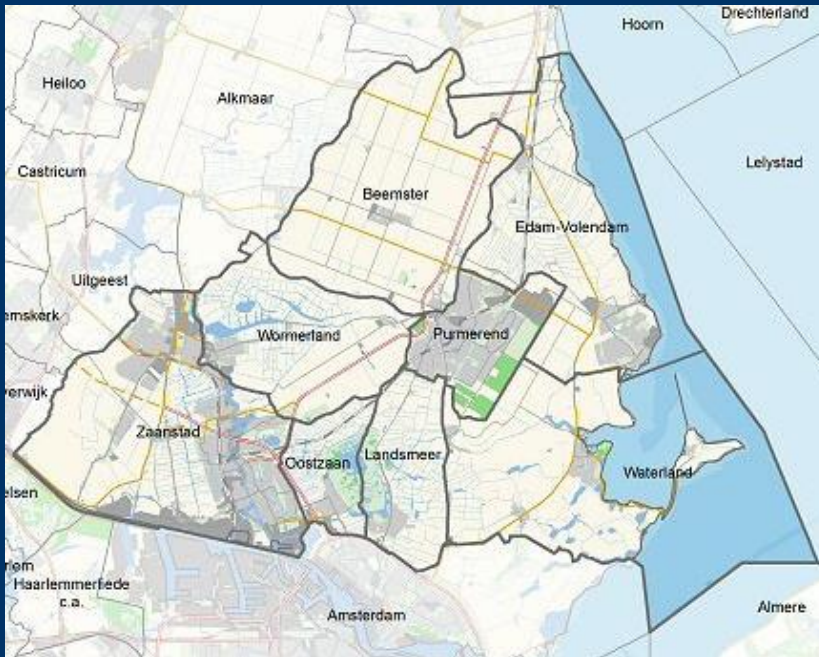 Drechterland
Hoorn
Heiloo
Alkmaar
Lelystad
Castricum
Beemster
Edam-Volendam
Uitgeest
emskerk
Wormerland
Purmerend
erwijk
Zaanstad
Oostzaan
Landsmeer
Waterland
elsen
rlem
Haarlemmerliede
c.a.
Amsterdam
Almere